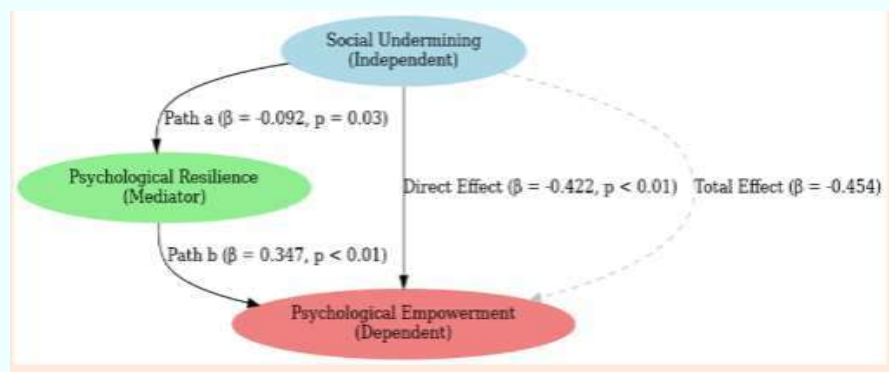 Social Undermining
(Independent)
Path a (β = -0.092, p = 0.03)
Psychological Resilience
(Mediator)
Direct Effect (β = -0.422, p < 0.01)
Total Effect (β = -0.454)
Path b (β = 0.347, p < 0.01)
Psychological Empowerment
(Dependent)